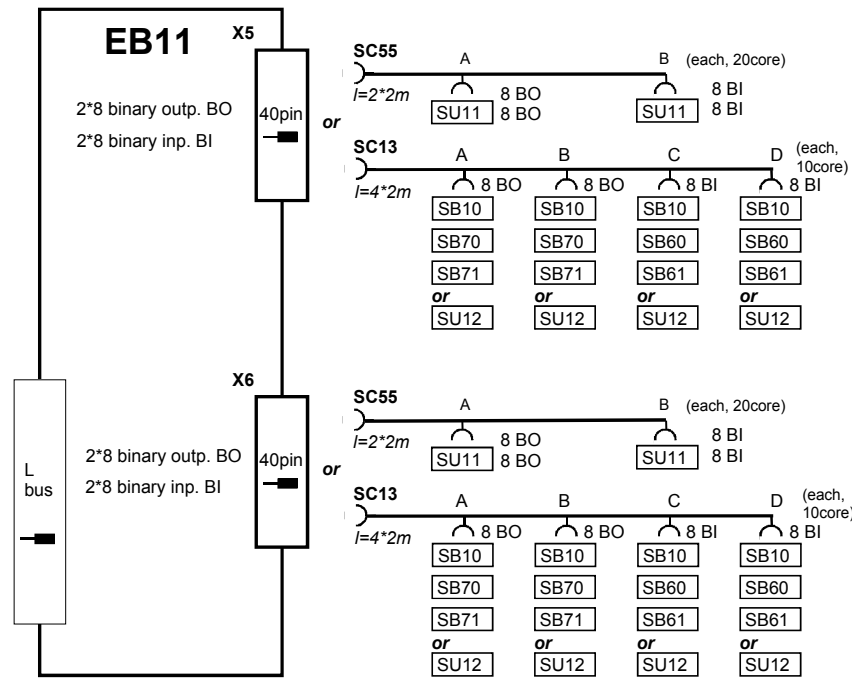 EB11
X5
2*8 binary outp. BO
2*8 binary inp. BI
40pin
or
SC55
l=2*2m
A
B
(each, 20core)
SU11
8 BO
8 BO
SU11
8 BI
8 BI
SC13
l=4*2m
A
B
C
D
(each,
10core)
8 BO
8 BO
8 BI
8 BI
SB10
SB10
SB10
SB10
SB70
SB70
SB60
SB60
SB71
SB71
SB61
SB61
or
or
or
or
SU12
SU12
SU12
SU12
L
bus
X6
2*8 binary outp. BO
2*8 binary inp. BI
40pin
or
SC55
l=2*2m
A
B
(each, 20core)
SU11
8 BO
8 BO
SU11
8 BI
8 BI
SC13
l=4*2m
A
B
C
D
(each,
10core)
8 BO
8 BO
8 BI
8 BI
SB10
SB10
SB10
SB10
SB70
SB70
SB60
SB60
SB71
SB71
SB61
SB61
or
or
or
or
SU12
SU12
SU12
SU12